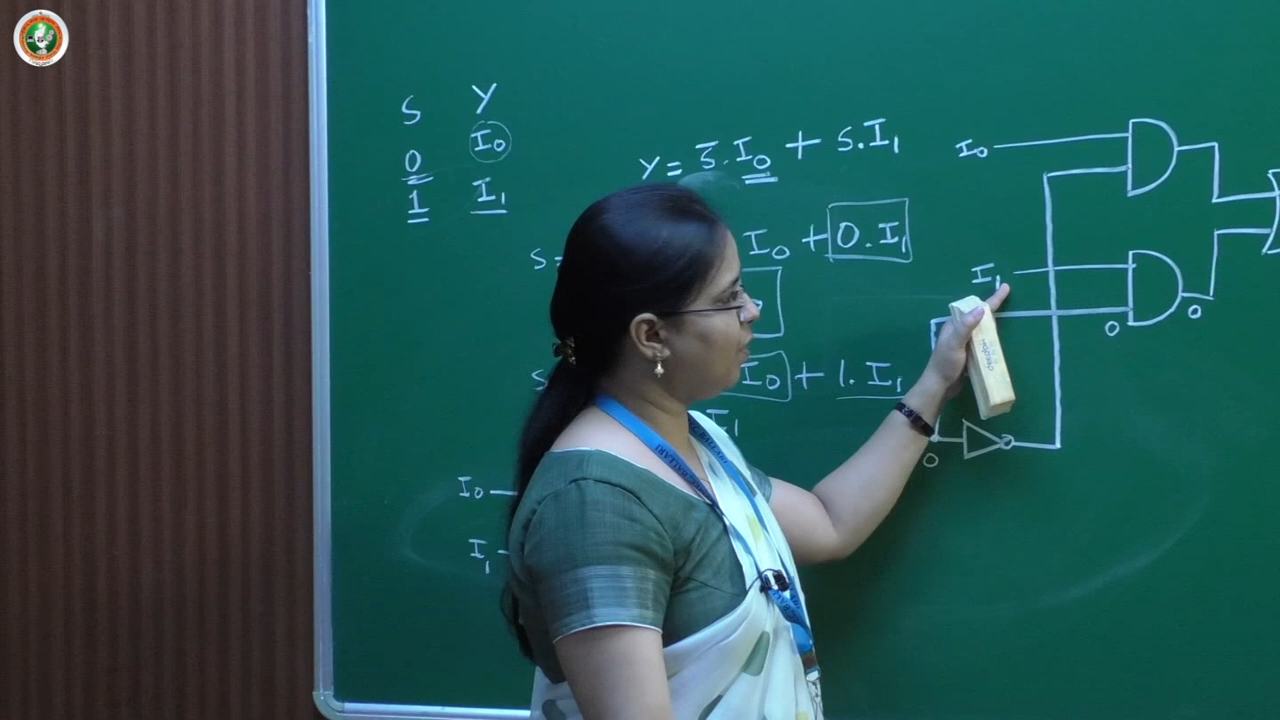 S Y
0 I₀
1 I₁
Y = S̅.I₀ + S.I₁
S= I₀ + 0.I₁
S I₀ + 1.I₁
I₁
I₀
I₁
I₀
I₁
0
0
0